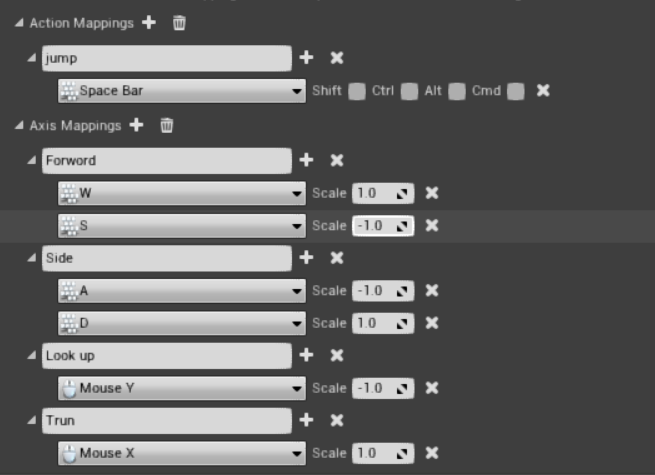 Action Mappings
jump
Space Bar Shift Ctrl Alt Cmd
Axis Mappings
Forword
W Scale 1.0
S Scale -1.0
Side
A Scale -1.0
D Scale 1.0
Look up
Mouse Y Scale -1.0
Trun
Mouse X Scale 1.0